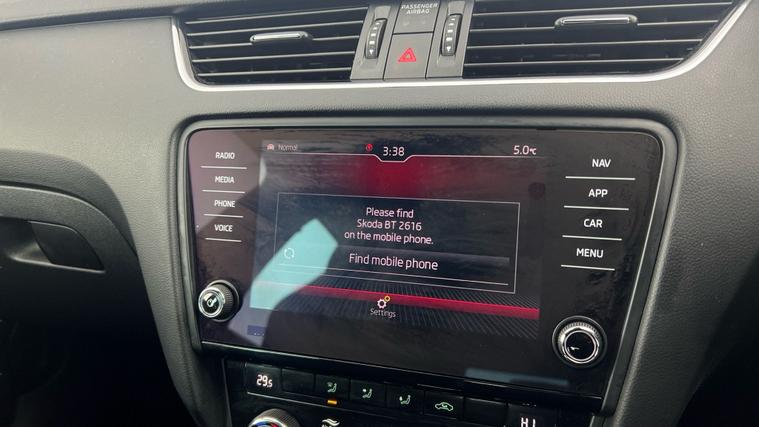 PASSENGER
AIRBAG
Normal
3:38
5.0°C
RADIO
MEDIA
PHONE
VOICE
NAV
APP
CAR
MENU
Please find
Skoda BT 2616
on the mobile phone.
Find mobile phone
Settings
29.5
HI